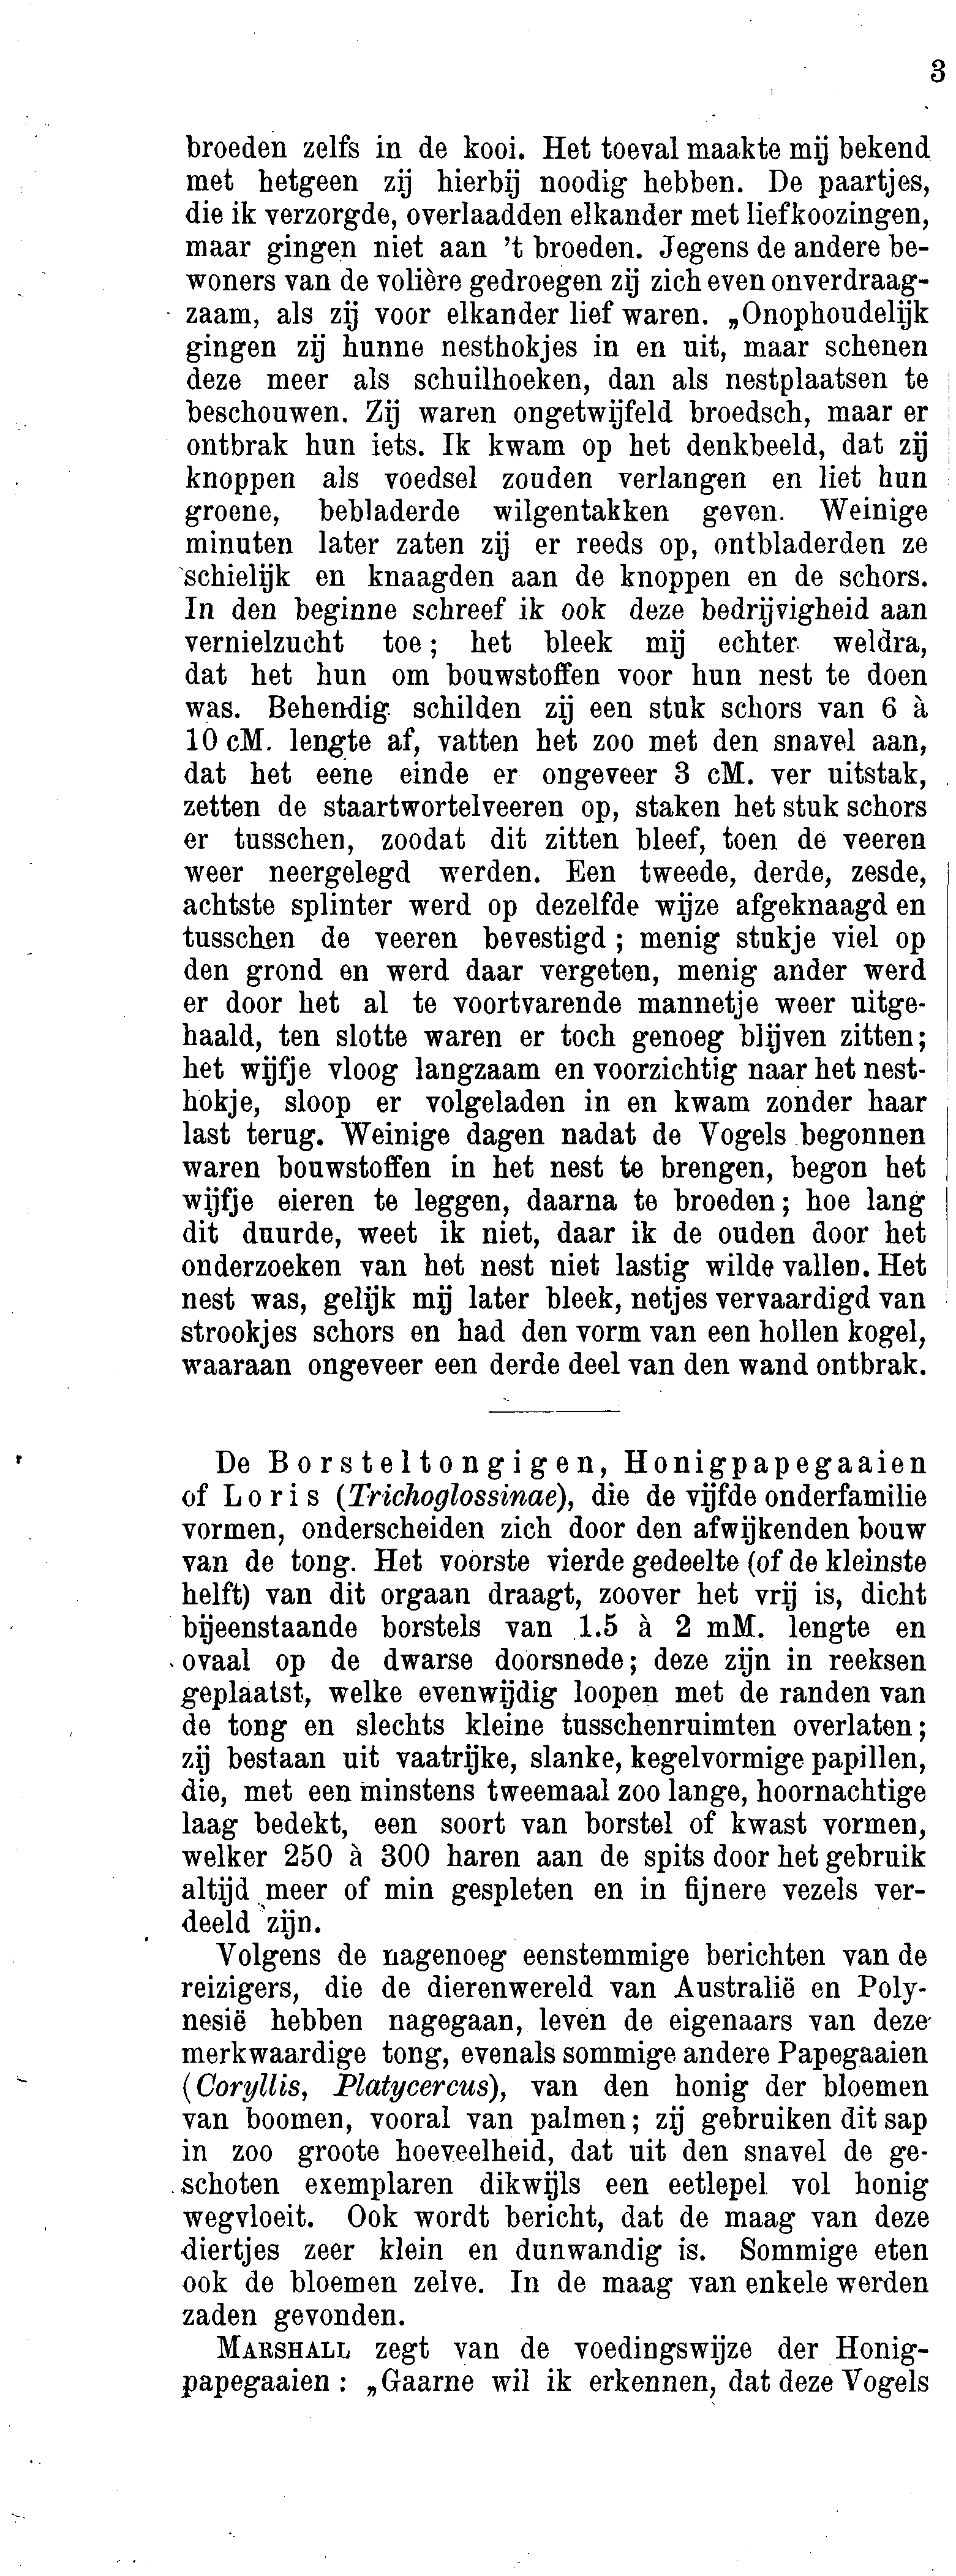 3
broeden zelfs in de kooi. Het toeval maakte mij bekend
met hetgeen zij hierbij noodig hebben. De paartjes,
die ik verzorgde, overlaadden elkander met liefkoozingen,
maar gingen niet aan 't broeden. Jegens de andere be-
woners van de volière gedroegen zij zich even onverdraag-
zaam, als zij voor elkander lief waren. „Onophoudelijk
gingen zij hunne nesthokjes in en uit, maar schenen
deze meer als schuilhoeken, dan als nestplaatsen te
beschouwen. Zij waren ongetwijfeld broedsch, maar er
ontbrak hun iets. Ik kwam op het denkbeeld, dat zij
knoppen als voedsel zouden verlangen en liet hun
groene, bebladerde wilgentakken geven. Weinige
minuten later zaten zij er reeds op, ontbladerden ze
schielijk en knaagden aan de knoppen en de schors.
In den beginne schreef ik ook deze bedrijvigheid aan
vernielzucht toe; het bleek mij echter weldra,
dat het hun om bouwstoffen voor hun nest te doen
was. Behendig schilden zij een stuk schors van 6 à
10 cM. lengte af, vatten het zoo met den snavel aan,
dat het eene einde er ongeveer 3 cM. ver uitstak,
zetten de staartwortelveeren op, staken het stuk schors
er tusschen, zoodat dit zitten bleef, toen de veeren
weer neergelegd werden. Een tweede, derde, zesde,
achtste splinter werd op dezelfde wijze afgeknaagd en
tusschen de veeren bevestigd; menig stukje viel op
den grond en werd daar vergeten, menig ander werd
er door het al te voortvarende mannetje weer uitge-
haald, ten slotte waren er toch genoeg blijven zitten;
het wijfje vloog langzaam en voorzichtig naar het nest-
hokje, sloop er volgeladen in en kwam zonder haar
last terug. Weinige dagen nadat de Vogels begonnen
waren bouwstoffen in het nest te brengen, begon het
wijfje eieren te leggen, daarna te broeden; hoe lang
dit duurde, weet ik niet, daar ik de ouden door het
onderzoeken van het nest niet lastig wilde vallen. Het
nest was, gelijk mij later bleek, netjes vervaardigd van
strookjes schors en had den vorm van een hollen kogel,
waaraan ongeveer een derde deel van den wand ontbrak.
De Borsteltongigen, Honigpapegaaien
of Loris (Trichoglossinae), die de vijfde onderfamilie
vormen, onderscheiden zich door den afwijkenden bouw
van de tong. Het voorste vierde gedeelte (of de kleinste
helft) van dit orgaan draagt, zoover het vrij is, dicht
bijeenstaande borstels van 1.5 à 2 mM. lengte en
ovaal op de dwarse doorsnede; deze zijn in reeksen
geplaatst, welke evenwijdig loopen met de randen van
de tong en slechts kleine tusschenruimten overlaten;
zij bestaan uit vaatrijke, slanke, kegelvormige papillen,
die, met een minstens tweemaal zoo lange, hoornachtige
laag bedekt, een soort van borstel of kwast vormen,
welker 250 à 300 haren aan de spits door het gebruik
altijd meer of min gespleten en in fijnere vezels ver-
deeld zijn.
Volgens de nagenoeg eenstemmige berichten van de
reizigers, die de dierenwereld van Australië en Poly-
nesië hebben nagegaan, leven de eigenaars van deze
merkwaardige tong, evenals sommige andere Papegaaien
(Coryllis, Platycercus), van den honig der bloemen
van boomen, vooral van palmen; zij gebruiken dit sap
in zoo groote hoeveelheid, dat uit den snavel de ge-
schoten exemplaren dikwijls een eetlepel vol honig
wegvloeit. Ook wordt bericht, dat de maag van deze
diertjes zeer klein en dunwandig is. Sommige eten
ook de bloemen zelve. In de maag van enkele werden
zaden gevonden.
MARSHALL zegt van de voedingswijze der Honig-
papegaaien: „Gaarne wil ik erkennen, dat deze Vogels